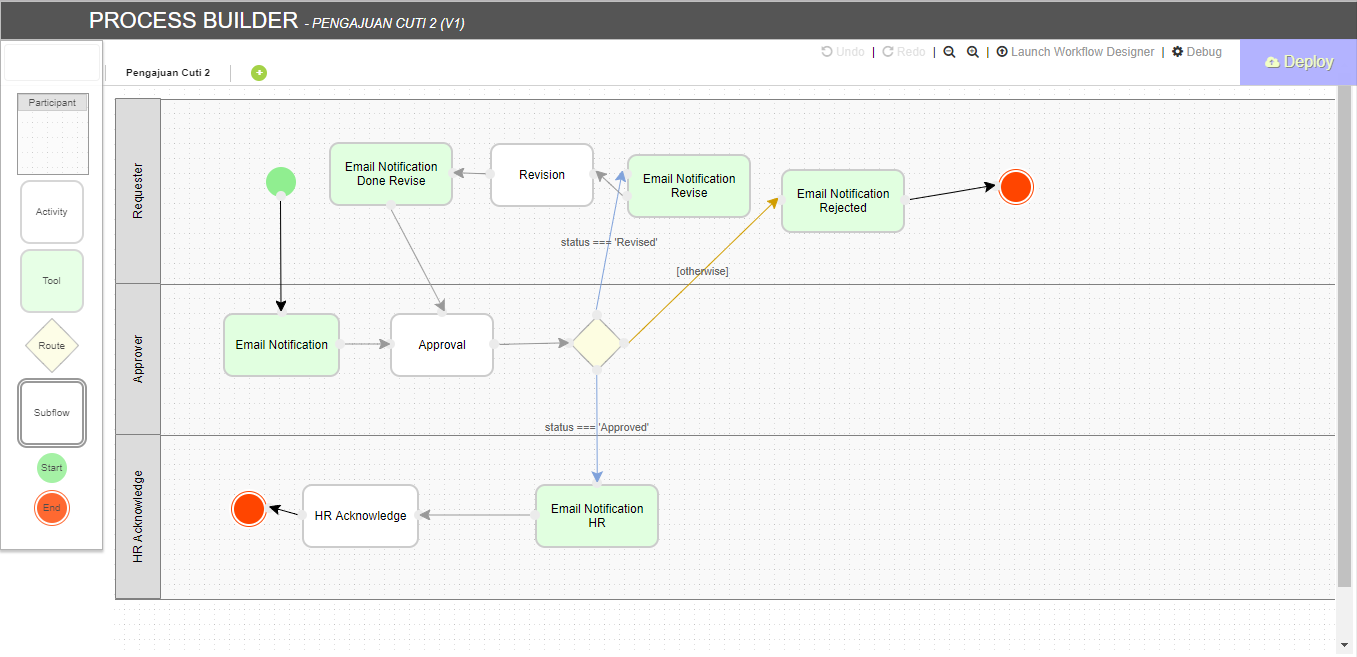 PROCESS BUILDER - PENGAJUAN CUTI 2 (V1)
Undo | Redo | | Launch Workflow Designer | Debug
Deploy
Pengajuan Cuti 2
Participant
Activity
Tool
Route
Subflow
Start
End
Requester
Email Notification
Done Revise
Revision
Email Notification
Revise
Email Notification
Rejected
status === 'Revised'
[otherwise]
Approver
Email Notification
Approval
status === 'Approved'
HR Acknowledge
HR Acknowledge
Email Notification
HR